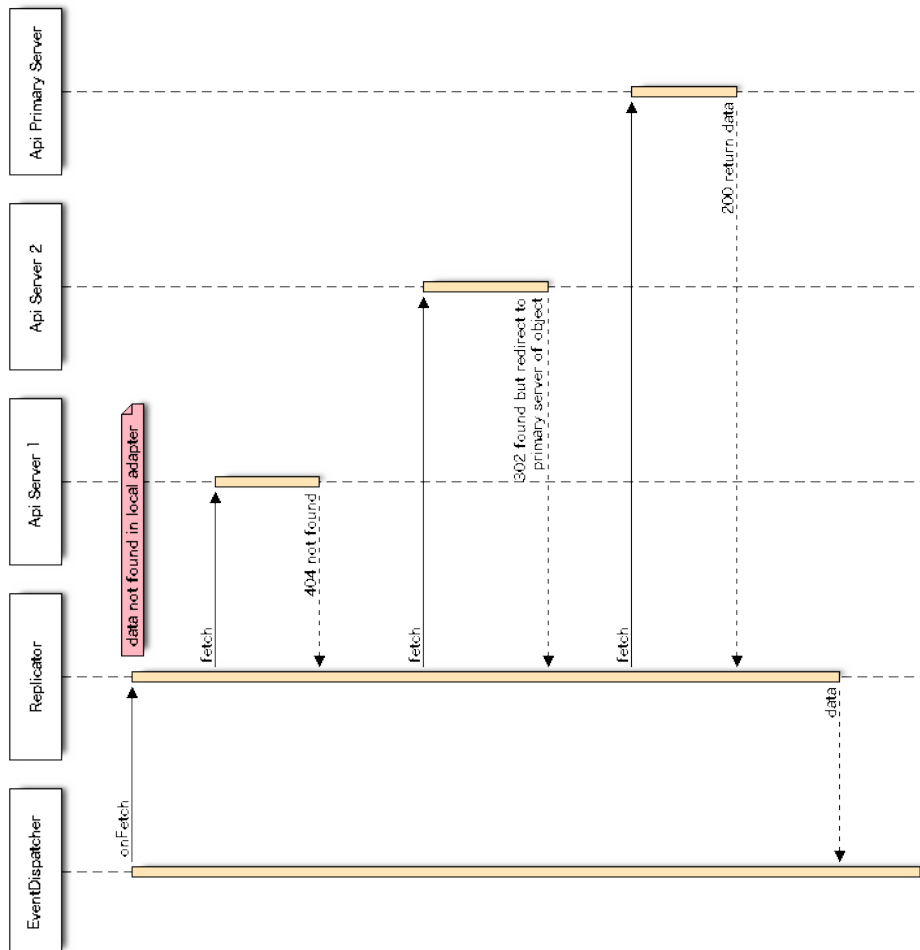 EventDispatcher
Replicator
Api Server 1
Api Server 2
Api Primary Server
onFetch
data not found in local adapter
fetch
404 not found
fetch
302 found but redirect to
primary server of object
fetch
200 return data
data